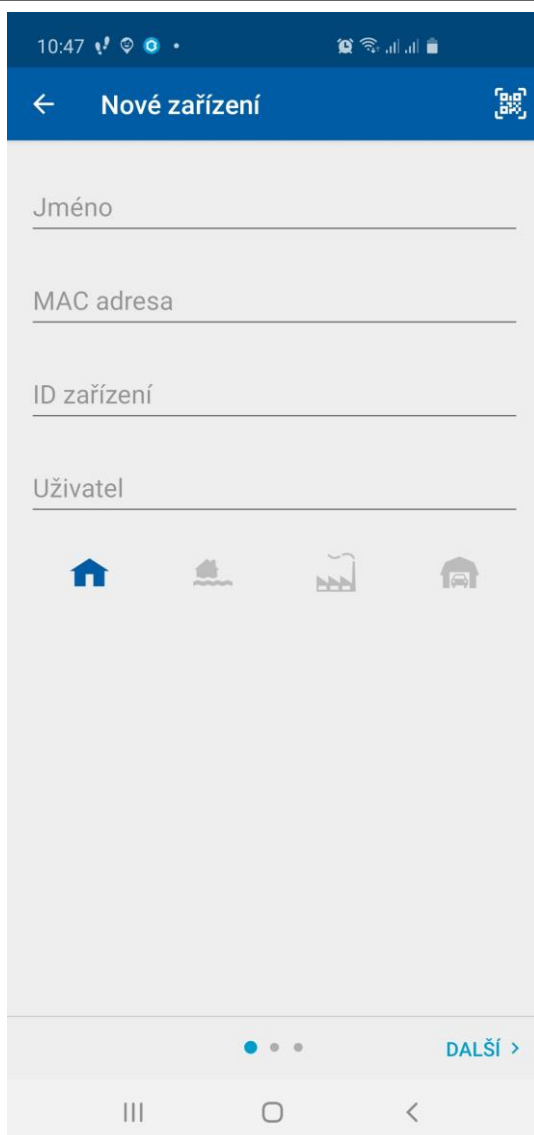 10:47
Nové zařízení
Jméno
MAC adresa
ID zařízení
Uživatel
DALŠÍ